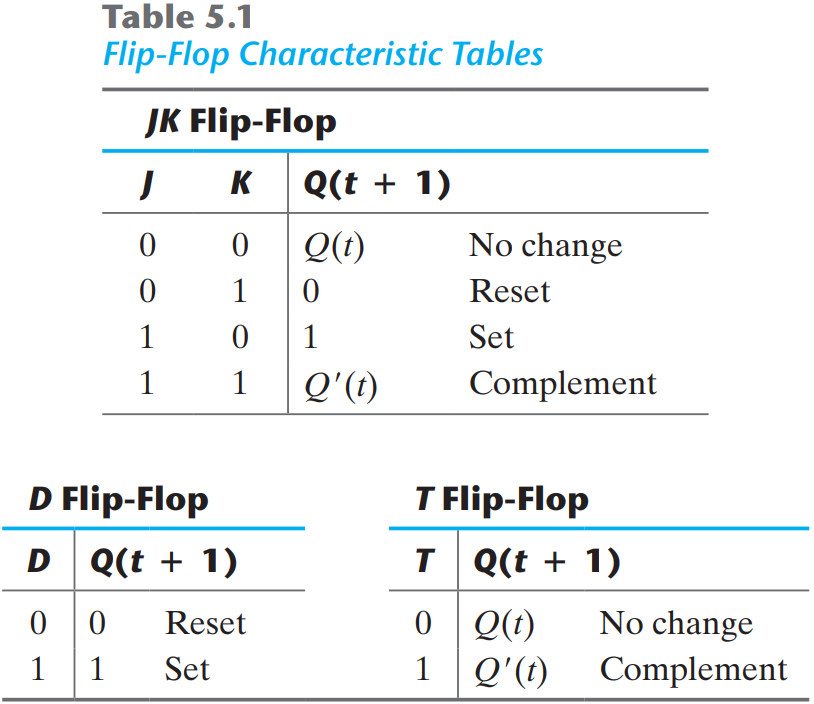 Table 5.1
Flip-Flop Characteristic Tables
JK Flip-Flop
J K Q(t + 1)
0 0 Q(t) No change
0 1 0 Reset
1 0 1 Set
1 1 Q′(t) Complement
D Flip-Flop
D Q(t + 1)
0 0 Reset
1 1 Set
T Flip-Flop
T Q(t + 1)
0 Q(t) No change
1 Q′(t) Complement